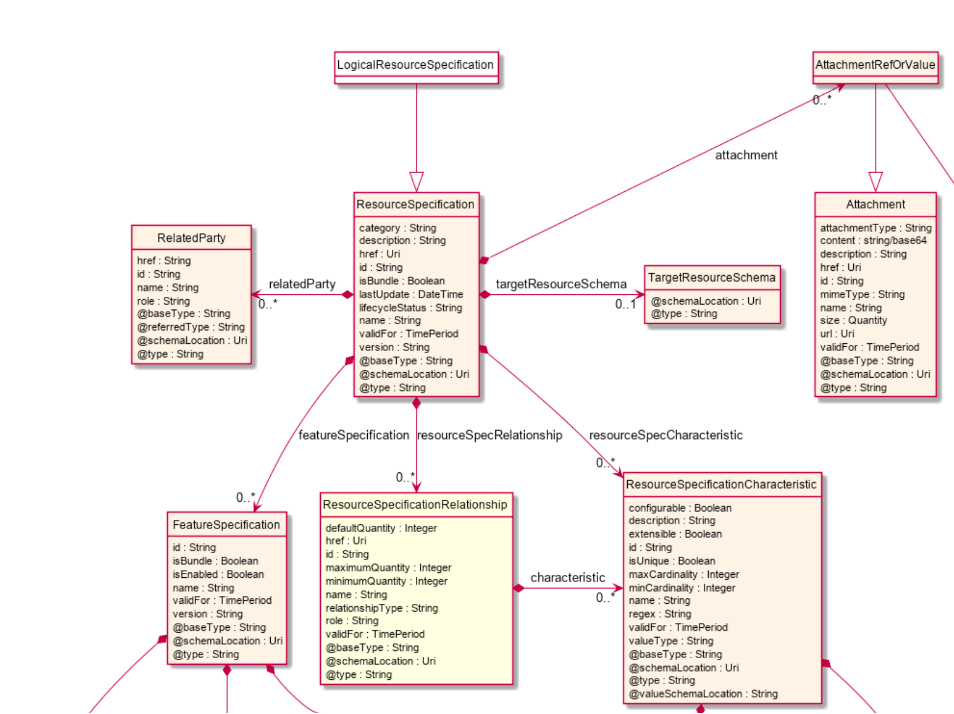 LogicalResourceSpecification
AttachmentRefOrValue
0..*
attachment
ResourceSpecification
category : String
description : String
href : Uri
id : String
isBundle : Boolean
lastUpdate : DateTime
lifecycleStatus : String
name : String
validFor : TimePeriod
version : String
@baseType : String
@schemaLocation : Uri
@type : String
Attachment
attachmentType : String
content : string/base64
description : String
href : Uri
id : String
mimeType : String
name : String
size : Quantity
url : Uri
validFor : TimePeriod
@baseType : String
@schemaLocation : Uri
@type : String
RelatedParty
href : String
id : String
name : String
role : String
@baseType : String
@referredType : String
@schemaLocation : Uri
@type : String
relatedParty
0..*
targetResourceSchema
0..1
TargetResourceSchema
@schemaLocation : Uri
@type : String
featureSpecification
resourceSpecRelationship
resourceSpecCharacteristic
0..*
0..*
0..*
FeatureSpecification
id : String
isBundle : Boolean
isEnabled : Boolean
name : String
validFor : TimePeriod
version : String
@baseType : String
@schemaLocation : Uri
@type : String
ResourceSpecificationRelationship
defaultQuantity : Integer
href : Uri
id : String
maximumQuantity : Integer
minimumQuantity : Integer
name : String
relationshipType : String
role : String
validFor : TimePeriod
@baseType : String
@schemaLocation : Uri
@type : String
characteristic
0..*
ResourceSpecificationCharacteristic
configurable : Boolean
description : String
extensible : Boolean
id : String
isUnique : Boolean
maxCardinality : Integer
minCardinality : Integer
name : String
regex : String
validFor : TimePeriod
valueType : String
@baseType : String
@schemaLocation : Uri
@type : String
@valueSchemaLocation : String